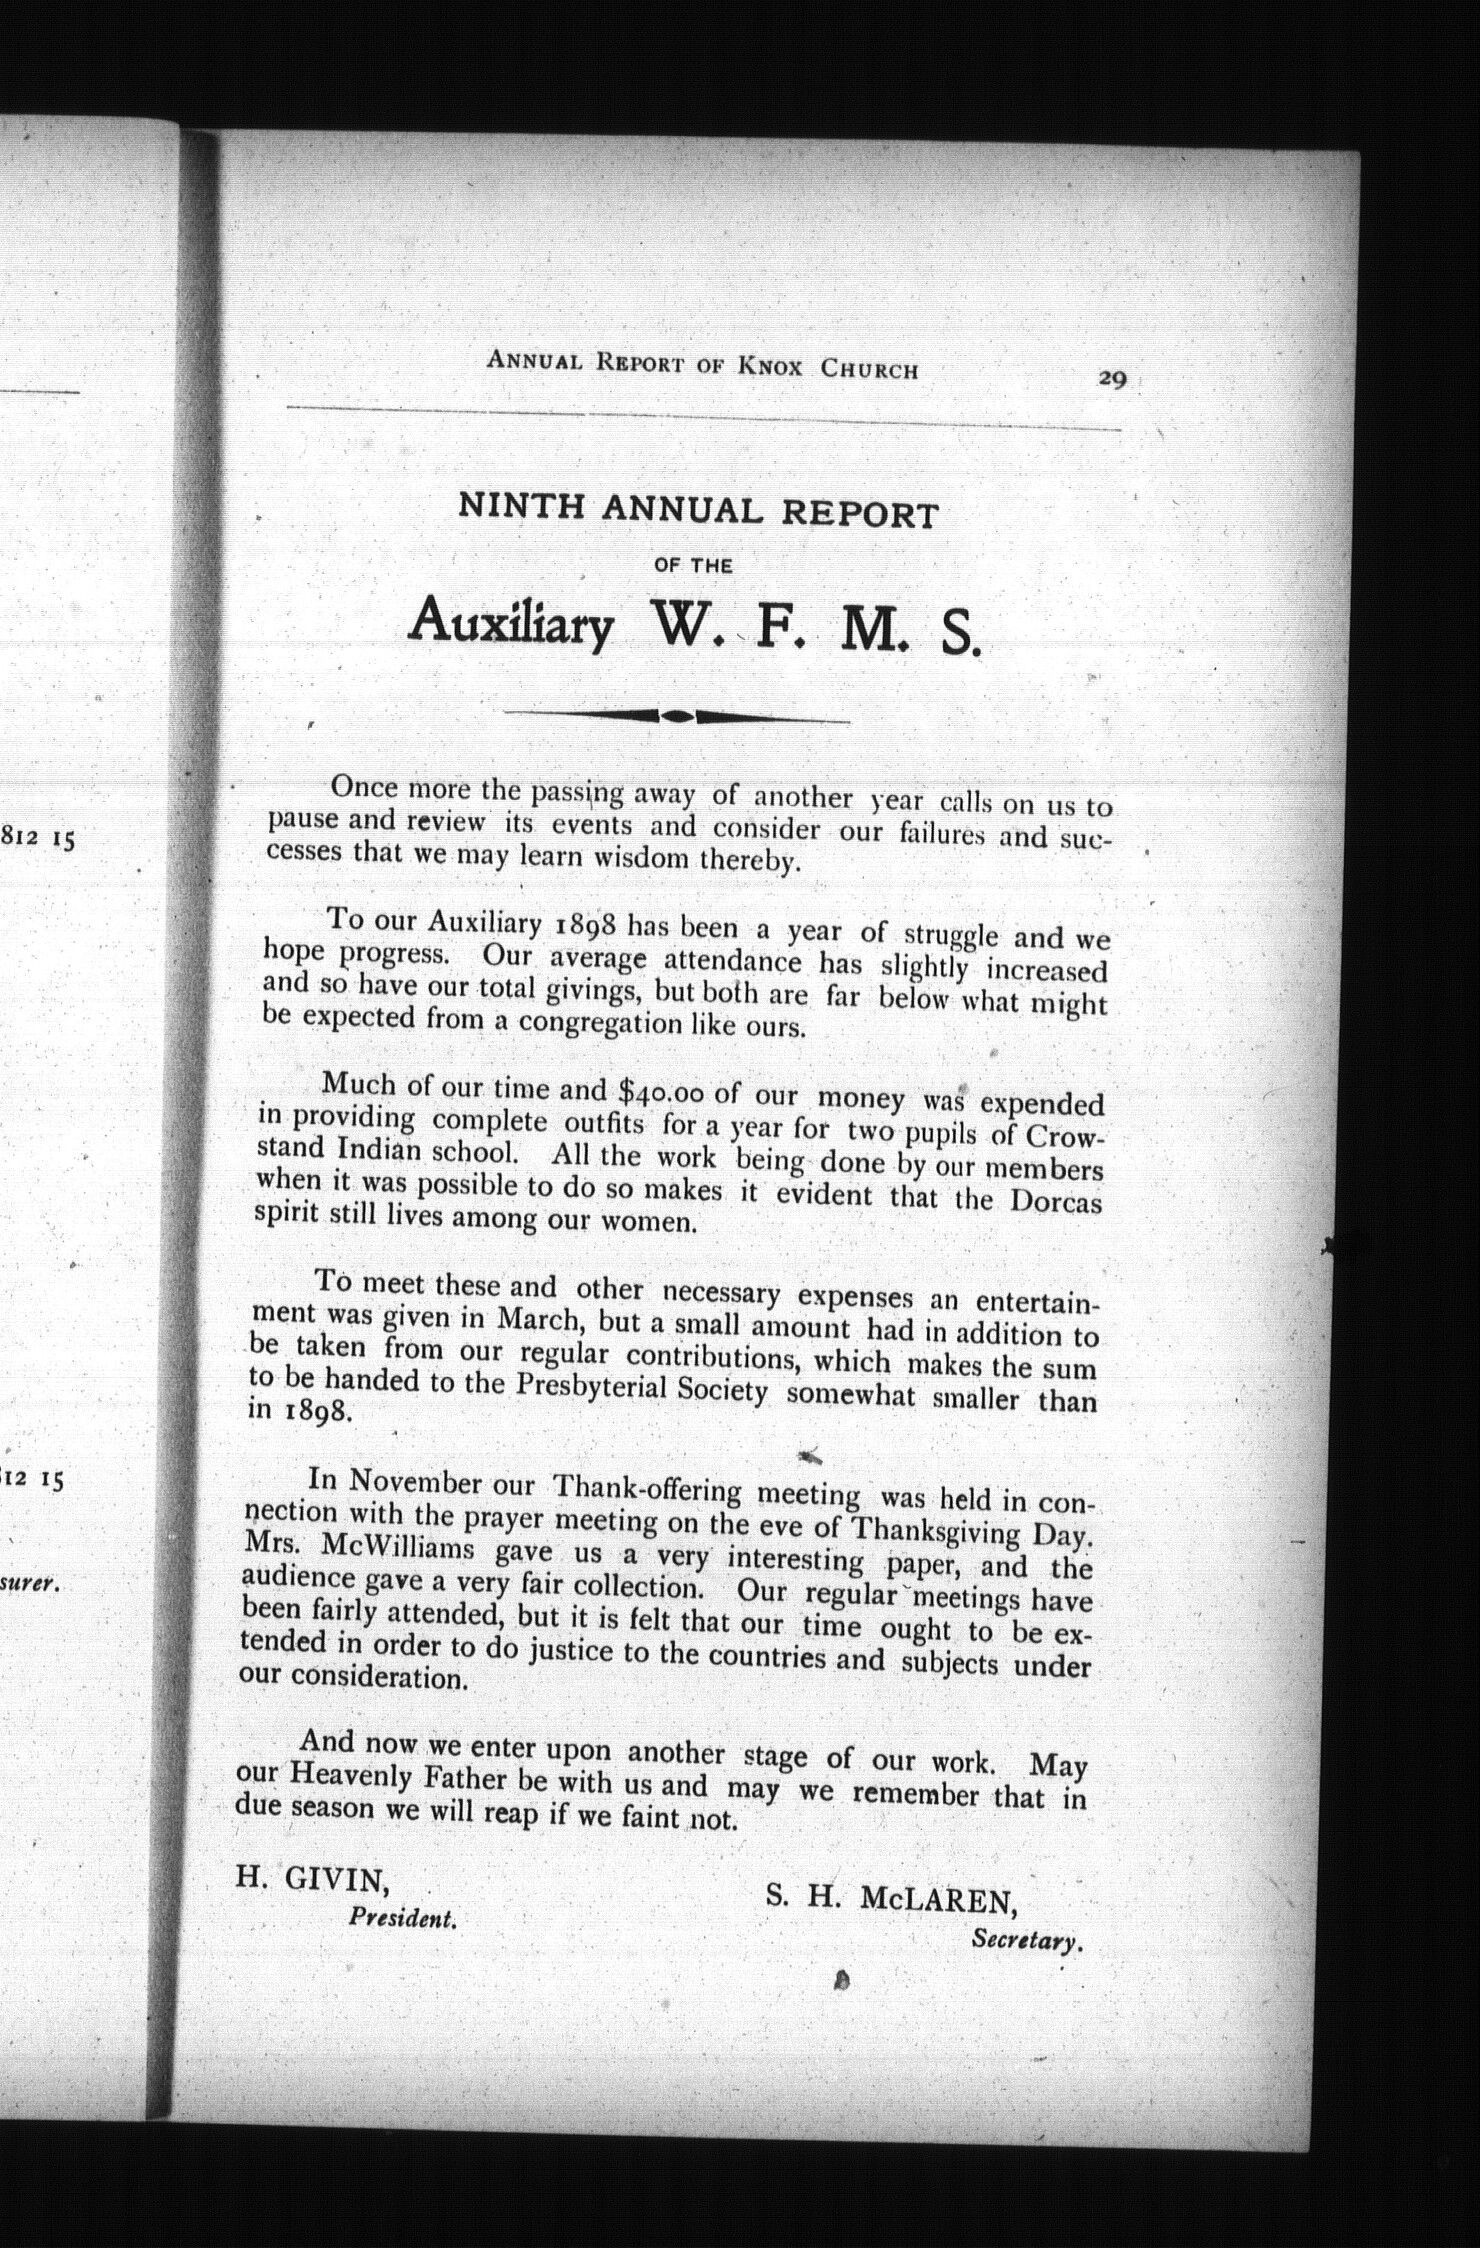 812 15
12 15
surer.
ANNUAL REPORT OF KNOX CHURCH 29
NINTH ANNUAL REPORT
OF THE
Auxiliary W. F. M. S.
Once more the passing away of another year calls on us to
pause and review its events and consider our failures and suc-
cesses that we may learn wisdom thereby.
To our Auxiliary 1898 has been a year of struggle and we
hope progress. Our average attendance has slightly increased
and so have our total givings, but both are far below what might
be expected from a congregation like ours.
Much of our time and $40.00 of our money was expended
in providing complete outfits for a year for two pupils of Crow-
stand Indian school. All the work being done by our members
when it was possible to do so makes it evident that the Dorcas
spirit still lives among our women.
To meet these and other necessary expenses an entertain-
ment was given in March, but a small amount had in addition to
be taken from our regular contributions, which makes the sum
to be handed to the Presbyterial Society somewhat smaller than
in 1898.
In November our Thank-offering meeting was held in con-
nection with the prayer meeting on the eve of Thanksgiving Day.
Mrs. McWilliams gave us a very interesting paper, and the
audience gave a very fair collection. Our regular meetings have
been fairly attended, but it is felt that our time ought to be ex-
tended in order to do justice to the countries and subjects under
our consideration.
And now we enter upon another stage of our work. May
our Heavenly Father be with us and may we remember that in
due season we will reap if we faint not.
H. GIVIN,
President.
S. H. McLAREN,
Secretary.